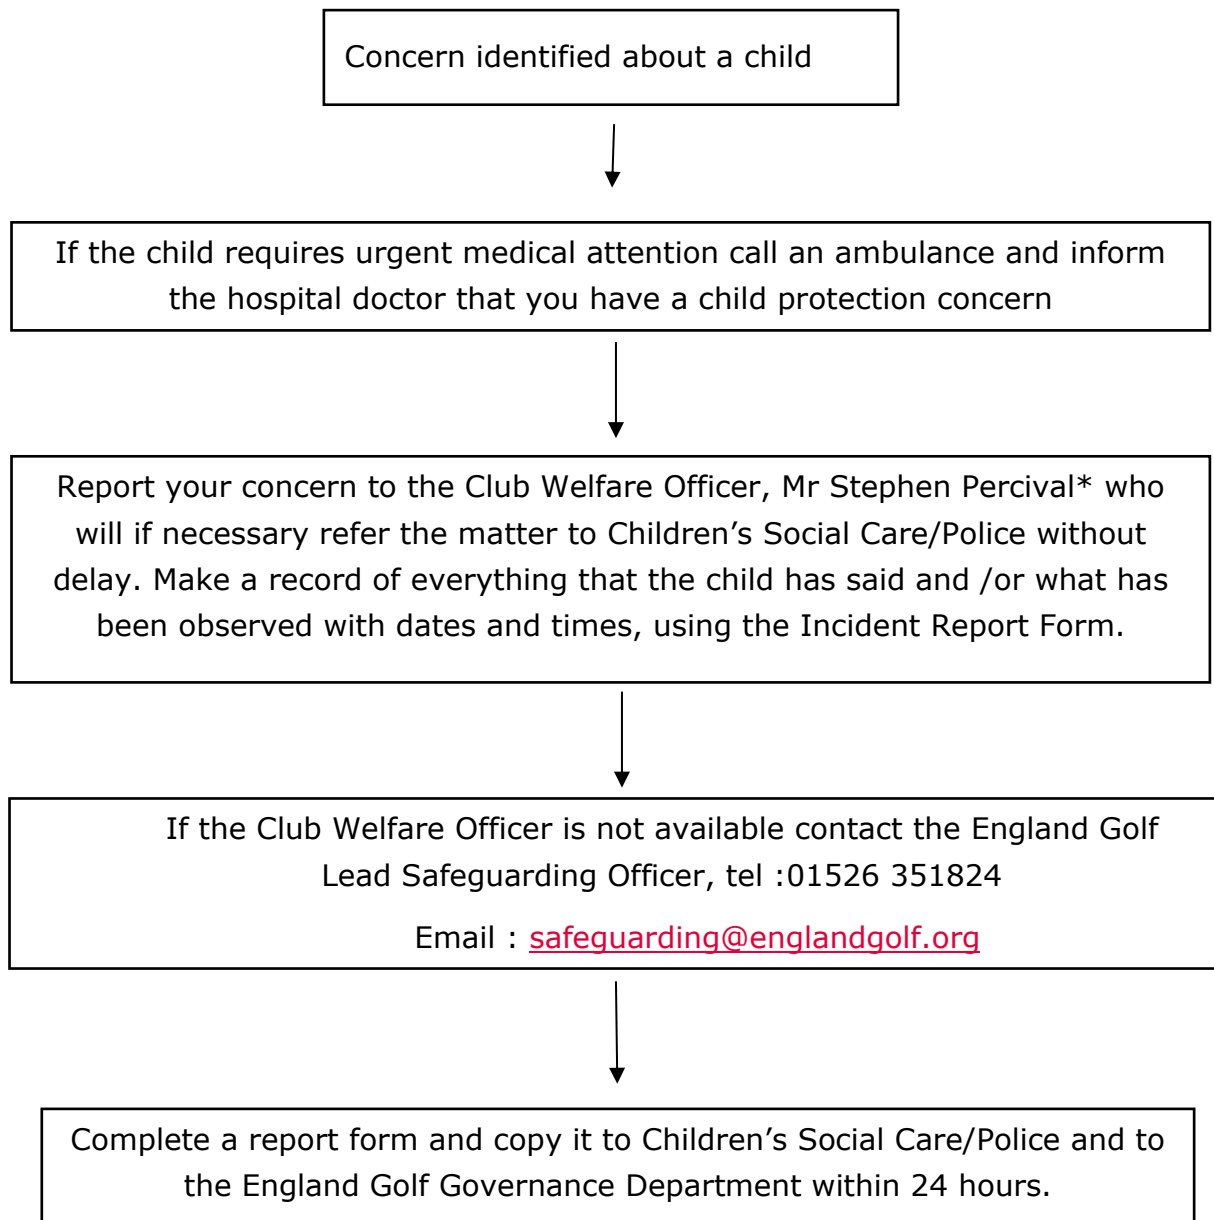 Concern identified about a child
If the child requires urgent medical attention call an ambulance and inform
the hospital doctor that you have a child protection concern
Report your concern to the Club Welfare Officer, Mr Stephen Percival* who
will if necessary refer the matter to Children’s Social Care/Police without
delay. Make a record of everything that the child has said and /or what has
been observed with dates and times, using the Incident Report Form.
If the Club Welfare Officer is not available contact the England Golf
Lead Safeguarding Officer, tel :01526 351824
Email : safeguarding@englandgolf.org
Complete a report form and copy it to Children’s Social Care/Police and to
the England Golf Governance Department within 24 hours.